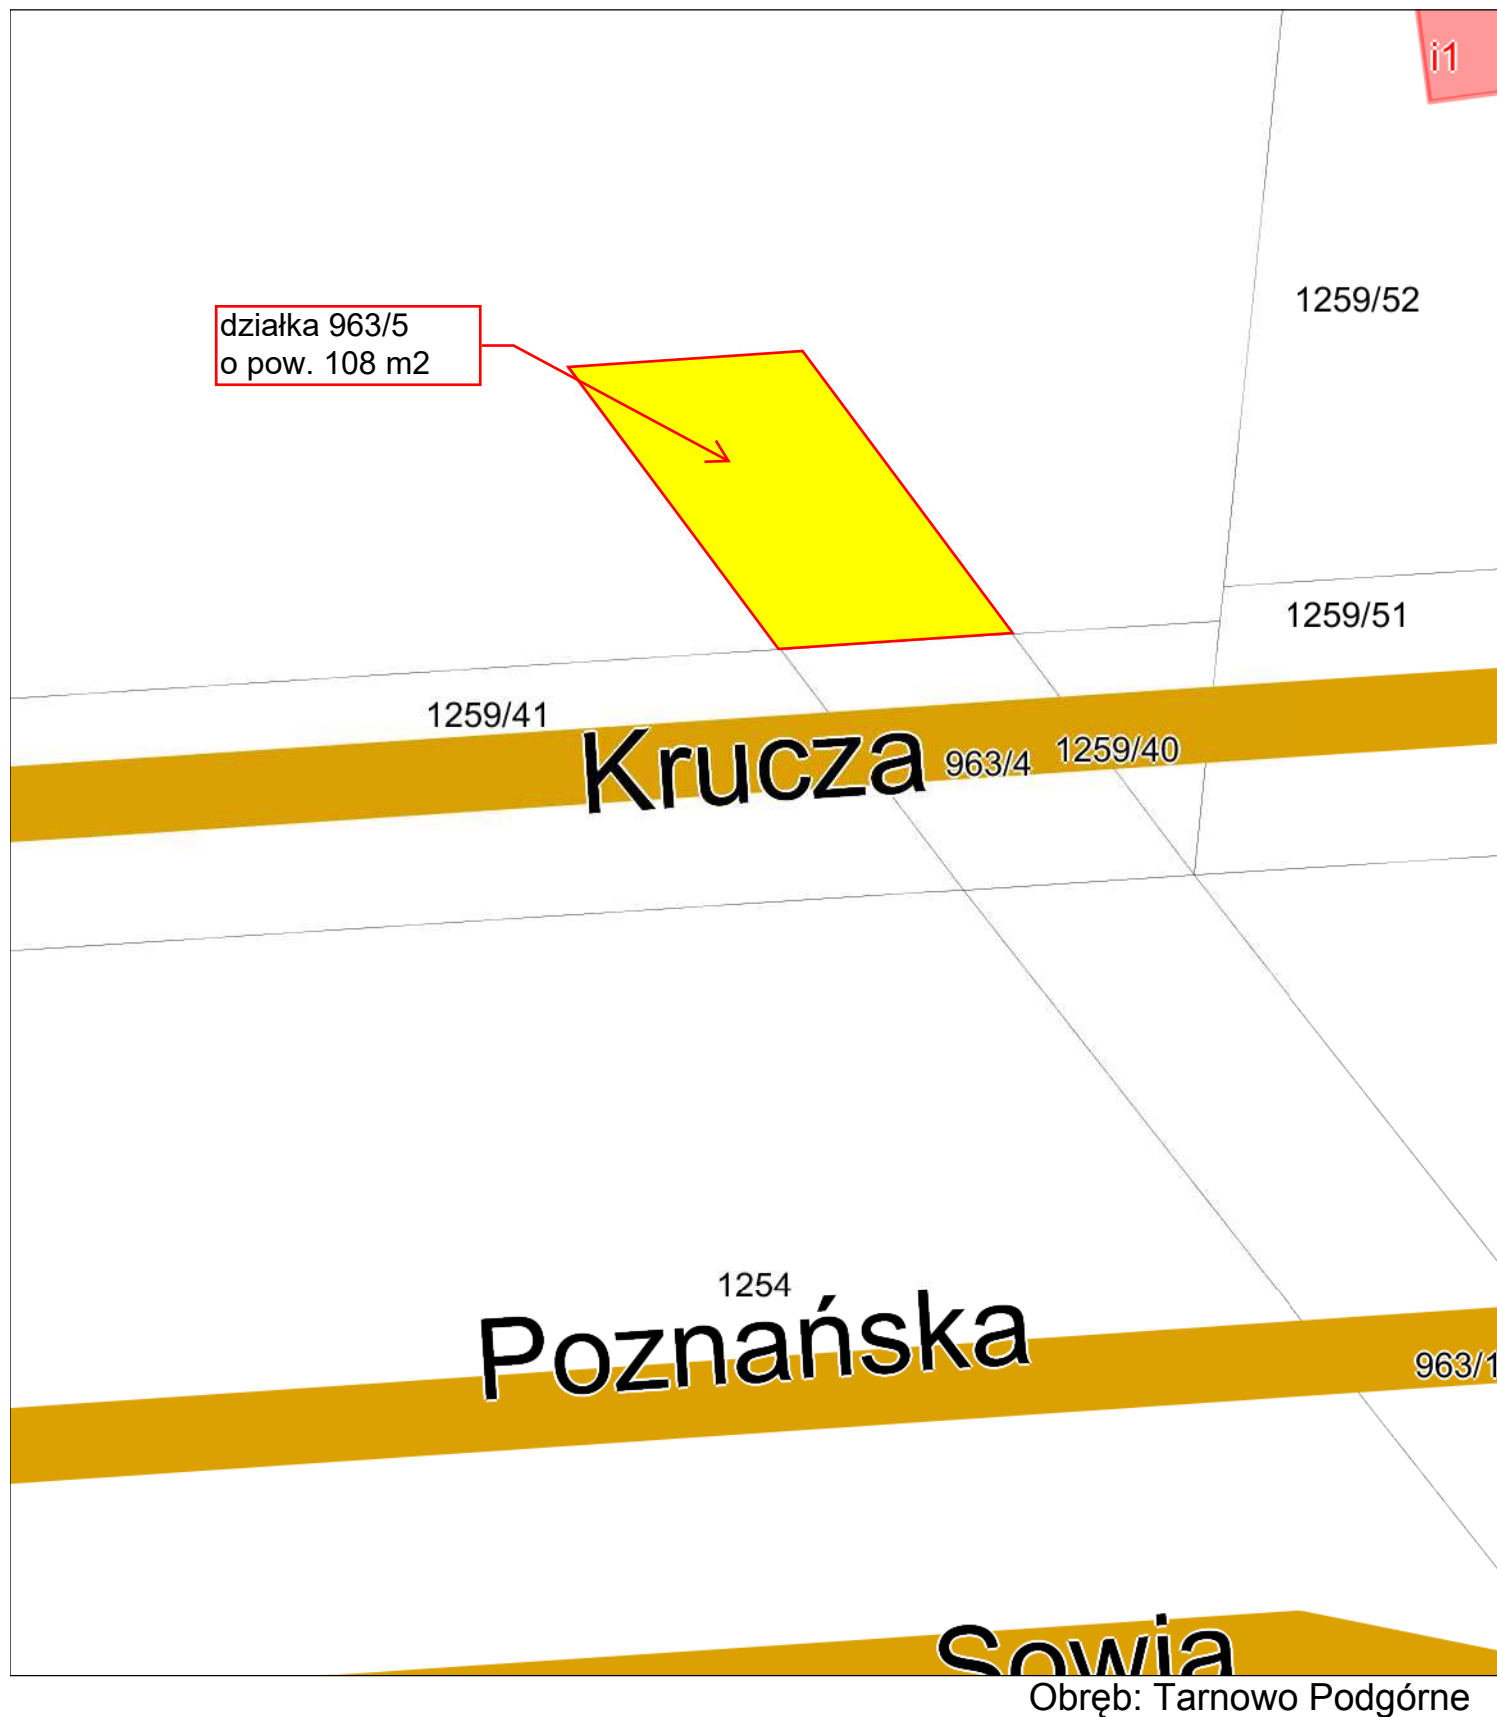 i1
1259/52
działka 963/5
o pow. 108 m2
1259/51
1259/41
Krucza
963/4
1259/40
1254
Poznańska
963/1
Sowia
Obręb: Tarnowo Podgórne